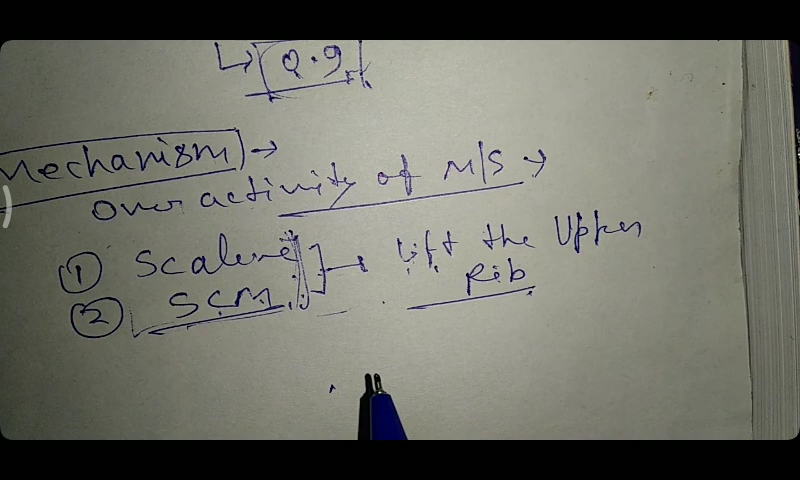 ↳ Q.9
Mechanism →
Over activity of M/S →
① Scalene
② SCM
} → lift the Upper
Rib